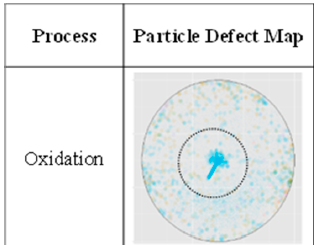 Process
Particle Defect Map
Oxidation